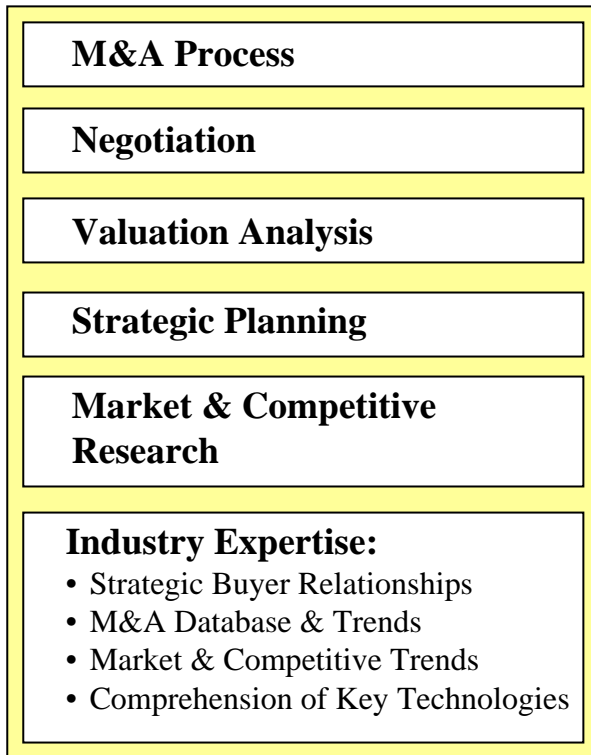 M&A Process
Negotiation
Valuation Analysis
Strategic Planning
Market & Competitive
Research
Industry Expertise:
• Strategic Buyer Relationships
• M&A Database & Trends
• Market & Competitive Trends
• Comprehension of Key Technologies